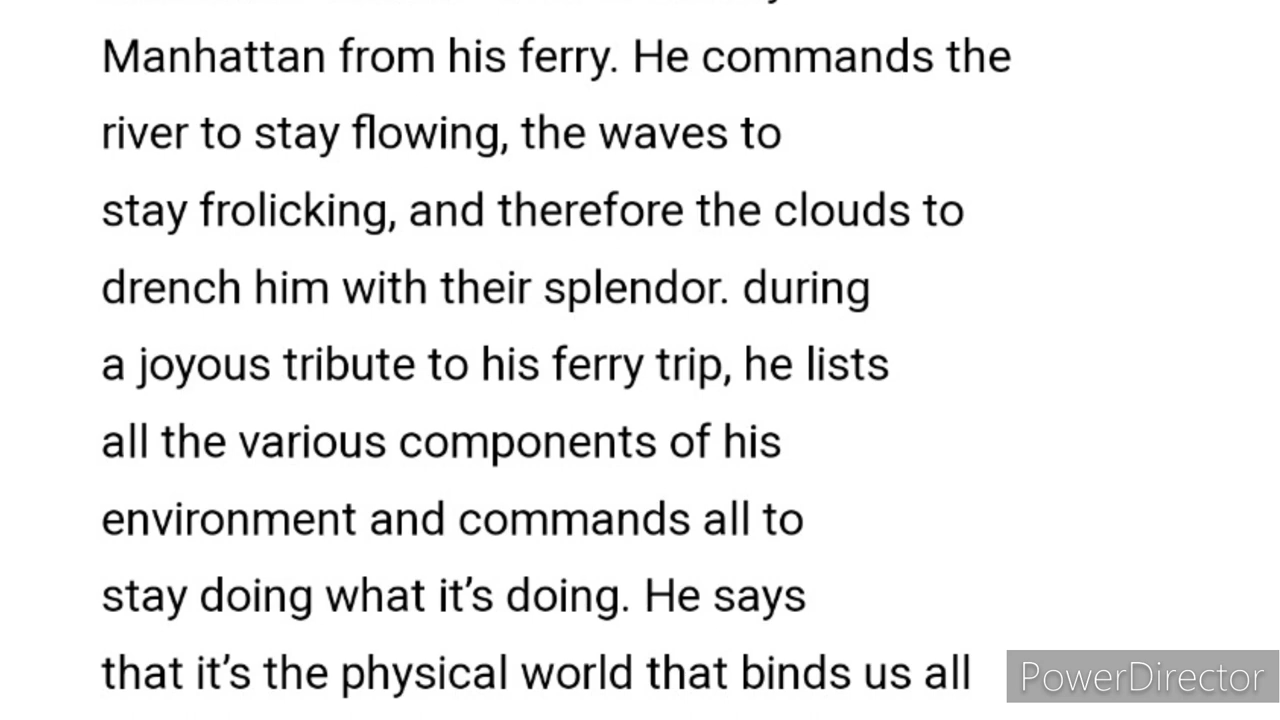 Manhattan from his ferry. He commands the
river to stay flowing, the waves to
stay frolicking, and therefore the clouds to
drench him with their splendor. during
a joyous tribute to his ferry trip, he lists
all the various components of his
environment and commands all to
stay doing what it’s doing. He says
that it’s the physical world that binds us all
PowerDirector